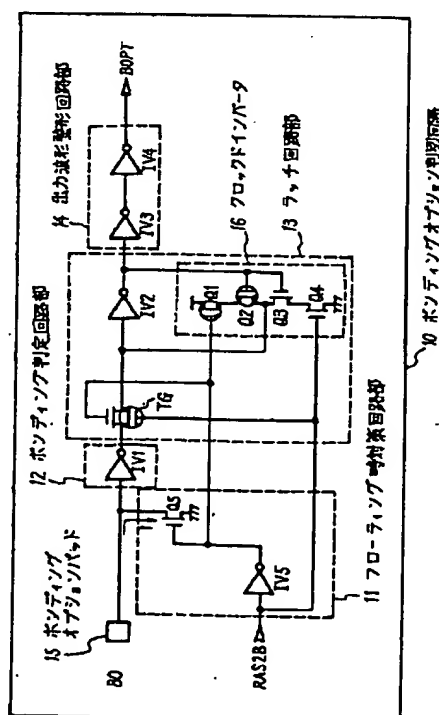 14 出力波形整形回路部
BOPT
IV4
IV3
16 クロックドインバータ
13 ラッチ回路部
IV2
Q1
Q2
Q3
Q4
12 ボンディング判定回路部
TG
IV1
Q5
15 ボンディング
オプションパッド
BO
IV5
RAS2B
11 フローティング時対策回路部
10 ボンディングオプション判定回路